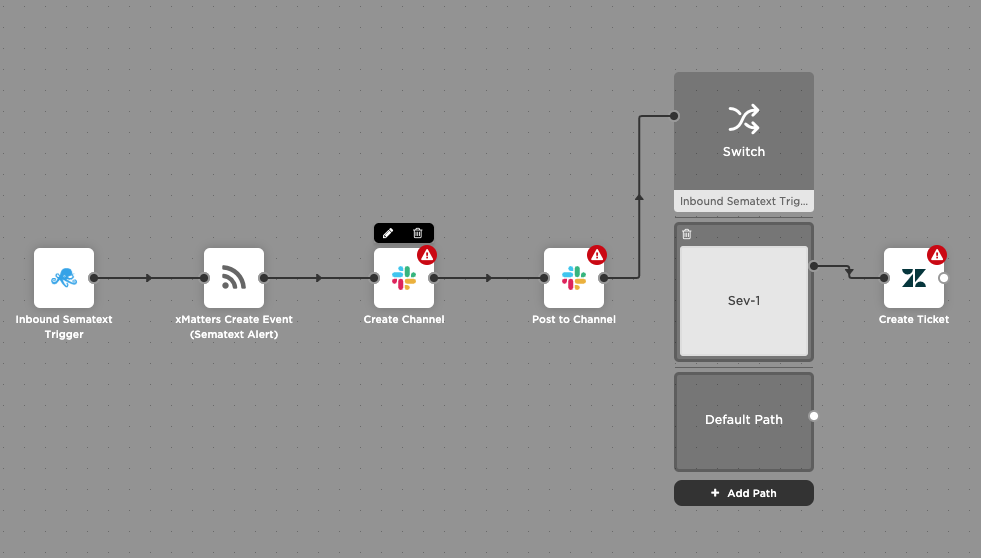 Switch
Inbound Sematext Trig...
Sev-1
Inbound Sematext
Trigger
xMatters Create Event
(Sematext Alert)
Create Channel
Post to Channel
Create Ticket
Default Path
+ Add Path